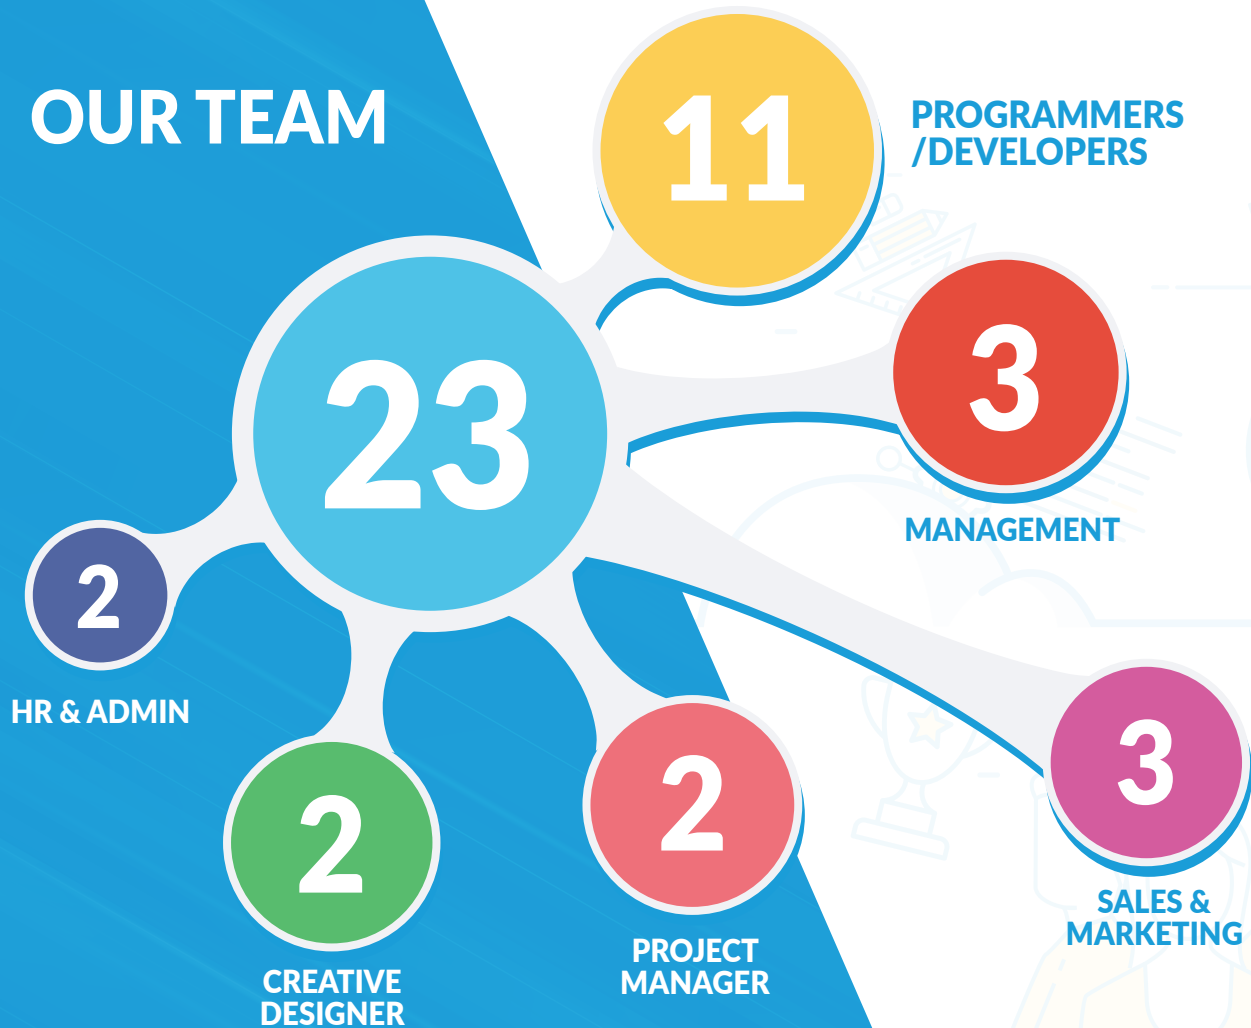 OUR TEAM
11
PROGRAMMERS
/DEVELOPERS
3
MANAGEMENT
23
2
HR & ADMIN
2
CREATIVE
DESIGNER
2
PROJECT
MANAGER
3
SALES &
MARKETING